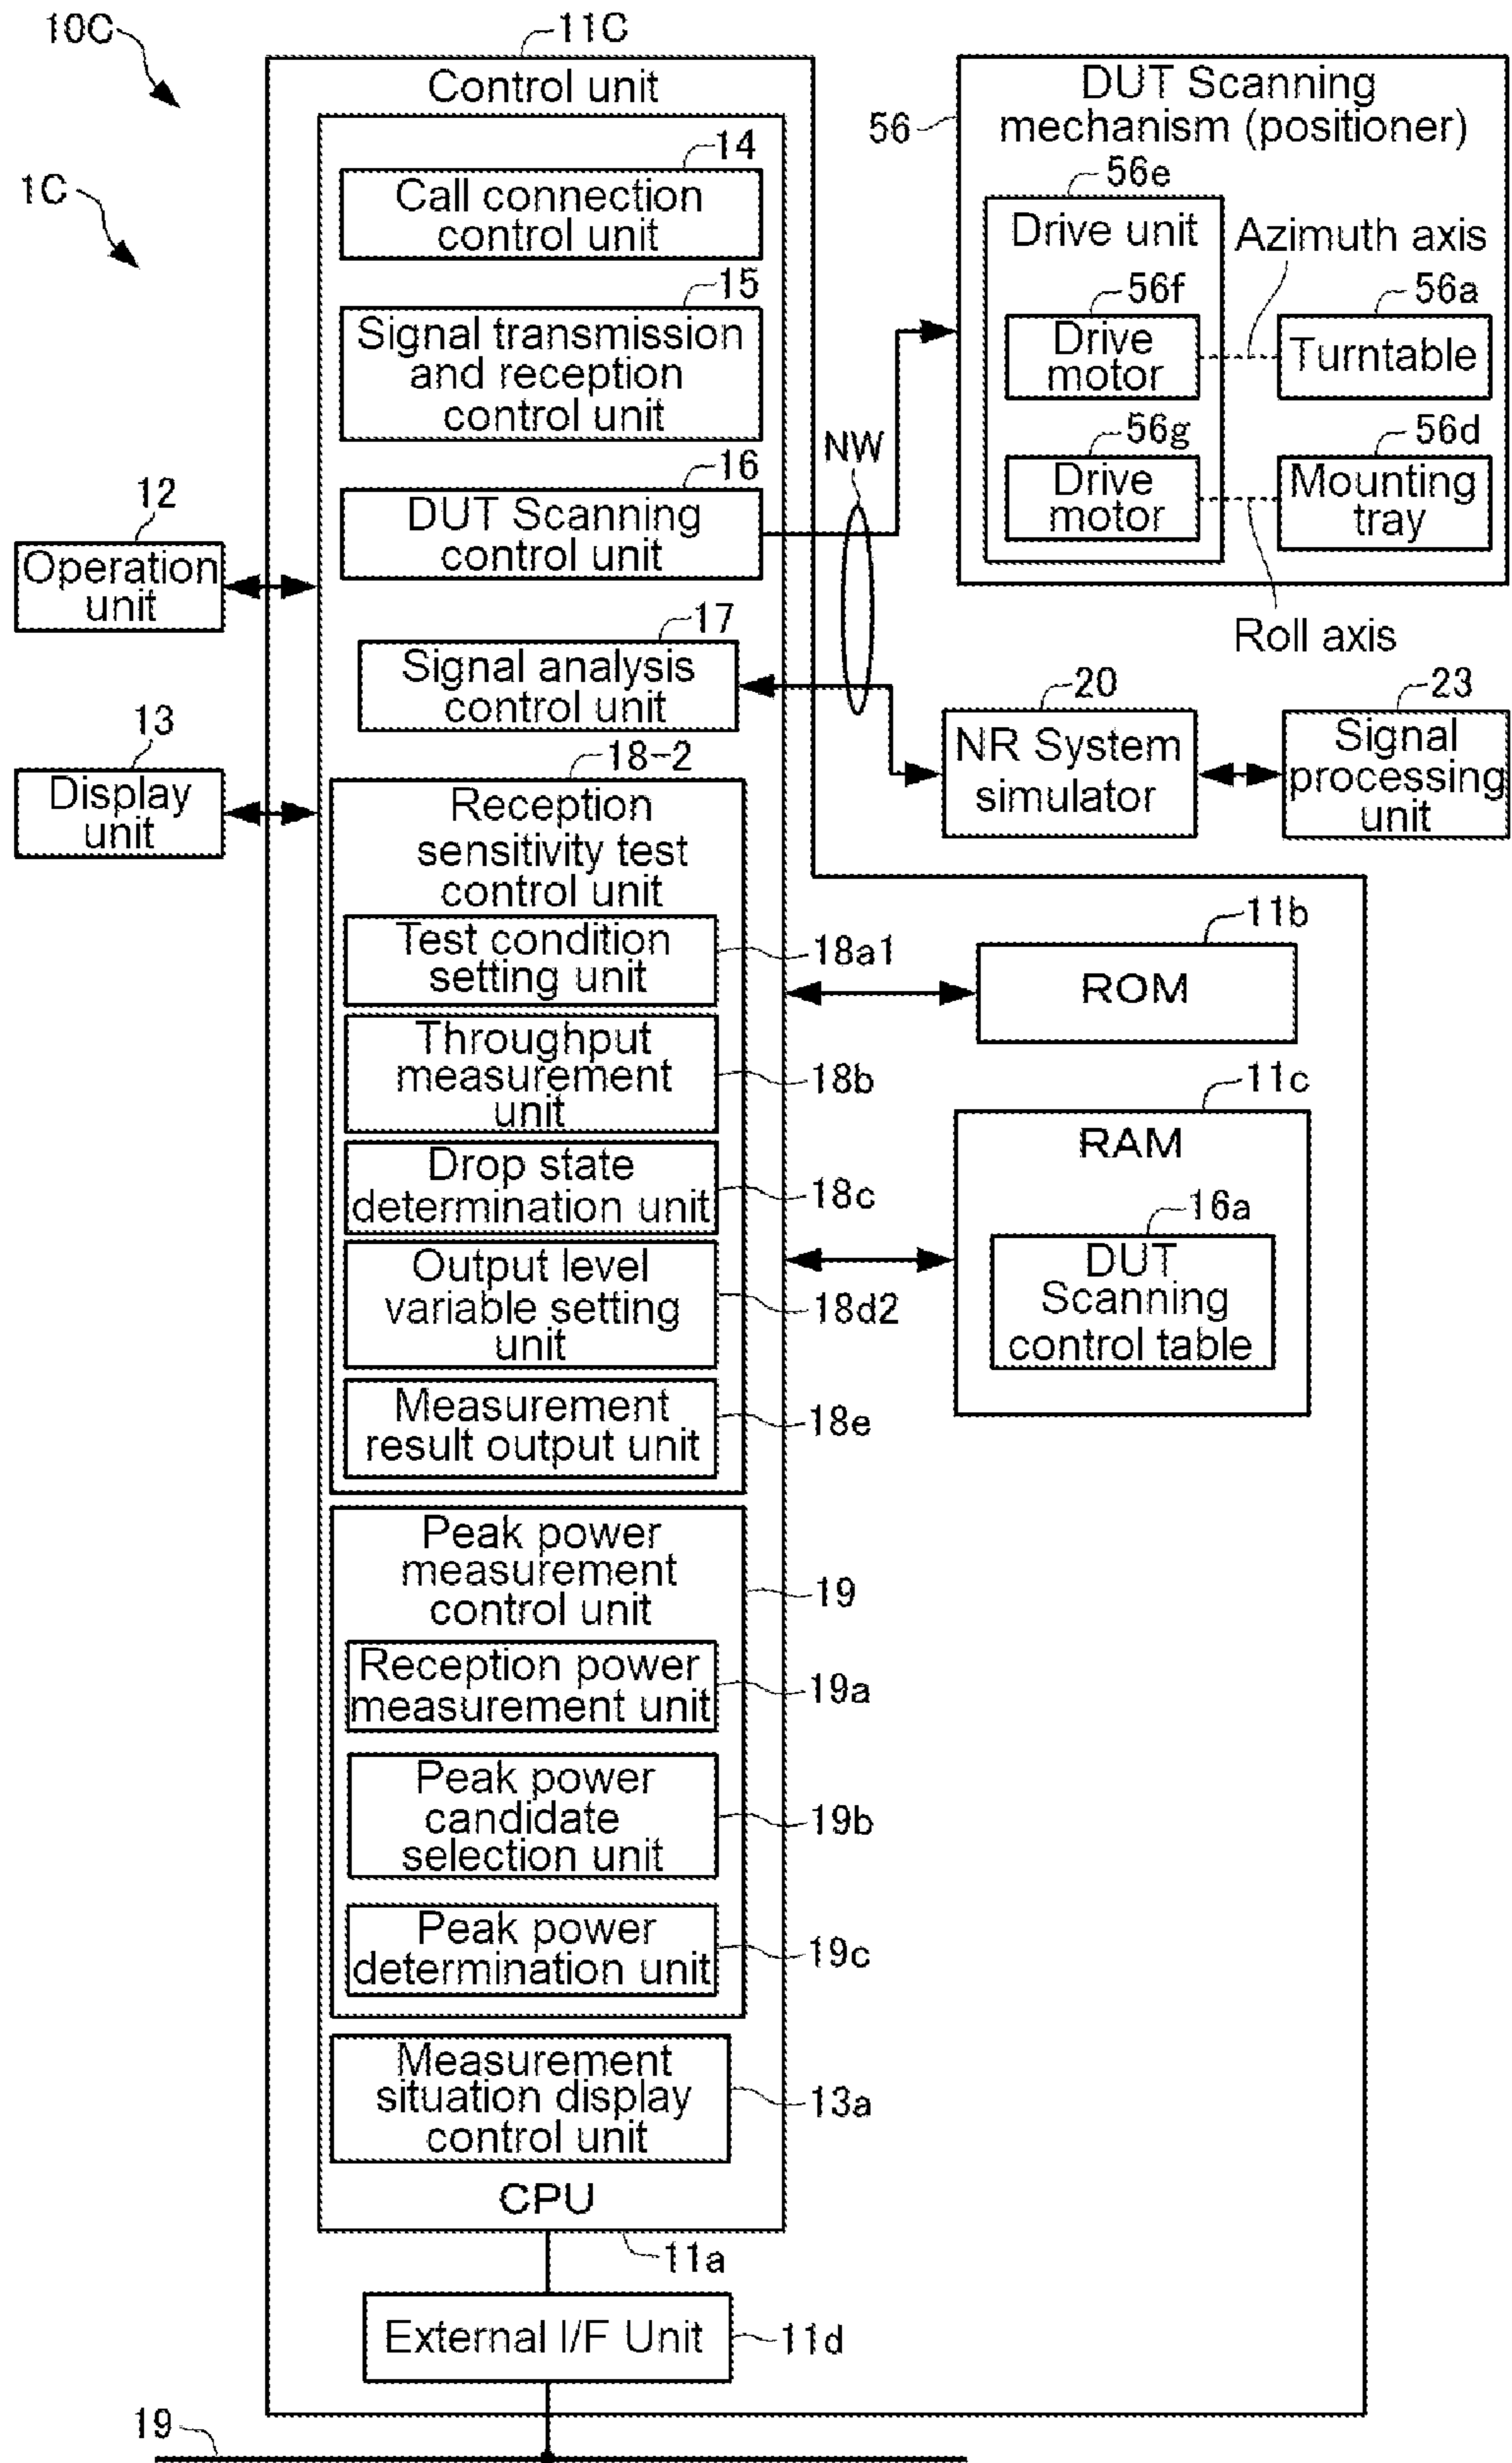 10C
11C
1C
Control unit
14
Call connection
control unit
15
Signal transmission
and reception
control unit
16
DUT Scanning
control unit
12
Operation
unit
17
Signal analysis
control unit
13
Display
unit
NW
56
DUT Scanning
mechanism (positioner)
56e
Drive unit
Azimuth axis
56f
Drive
motor
56a
Turntable
56g
Drive
motor
56d
Mounting
tray
Roll axis
20
NR System
simulator
23
Signal
processing
unit
18-2
Reception
sensitivity test
control unit
Test condition
setting unit
18a1
Throughput
measurement
unit
18b
Drop state
determination unit
18c
Output level
variable setting
unit
18d2
Measurement
result output unit
18e
11b
ROM
11c
RAM
16a
DUT
Scanning
control table
Peak power
measurement
control unit
19
Reception power
measurement unit
19a
Peak power
candidate
selection unit
19b
Peak power
determination unit
19c
Measurement
situation display
control unit
13a
CPU
11a
External I/F Unit
11d
19